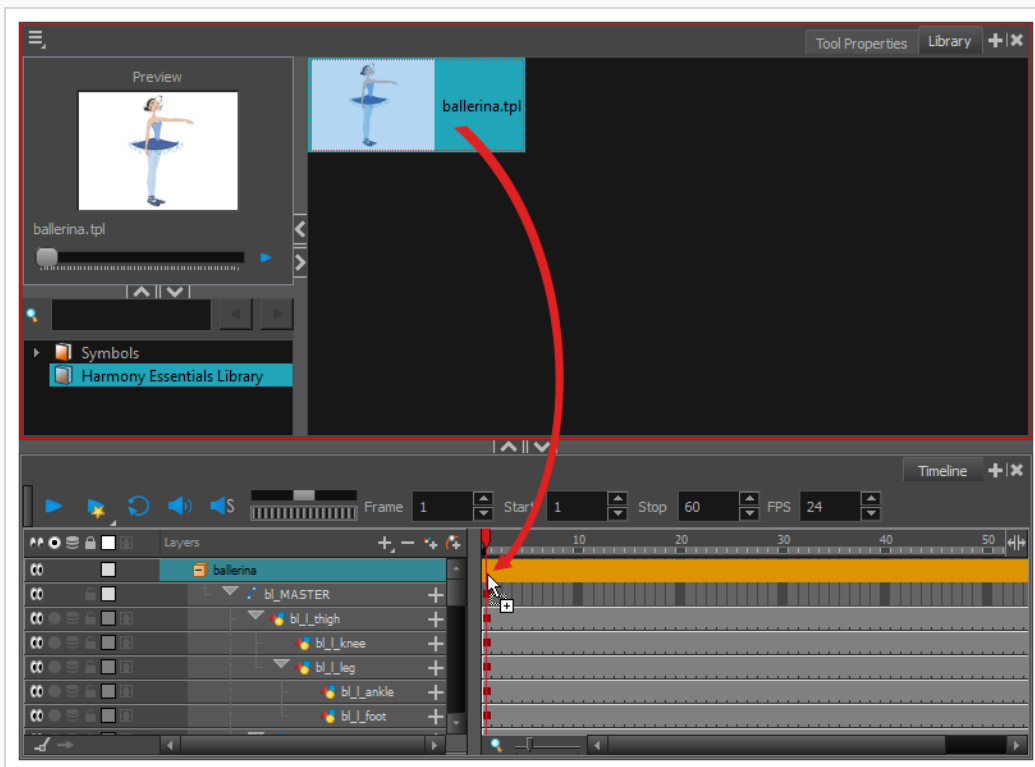 Tool Properties Library
Preview
ballerina.tpl
ballerina.tpl
Symbols
Harmony Essentials Library
Timeline
S Frame 1 Start 1 Stop 60 FPS 24
Layers 10 20 30 40 50
ballerina
bl_MASTER
bl_l_thigh
bl_l_knee
bl_l_leg
bl_l_ankle
bl_l_foot